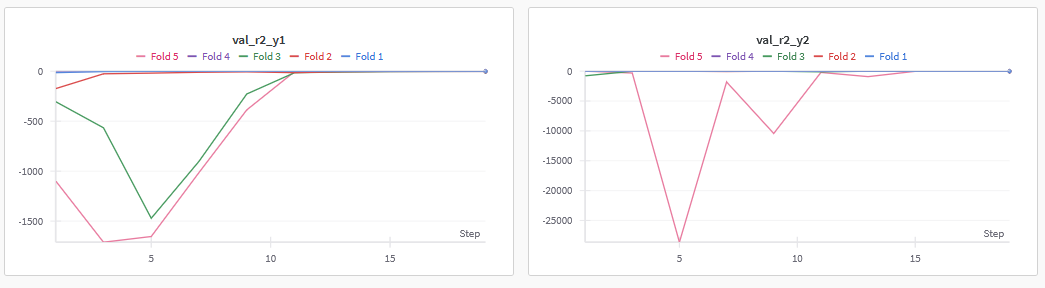 val_r2_y1
Fold 5 Fold 4 Fold 3 Fold 2 Fold 1
0
-500
-1000
-1500
Step
5 10 15
val_r2_y2
Fold 5 Fold 4 Fold 3 Fold 2 Fold 1
0
-5000
-10000
-15000
-20000
-25000
Step
5 10 15